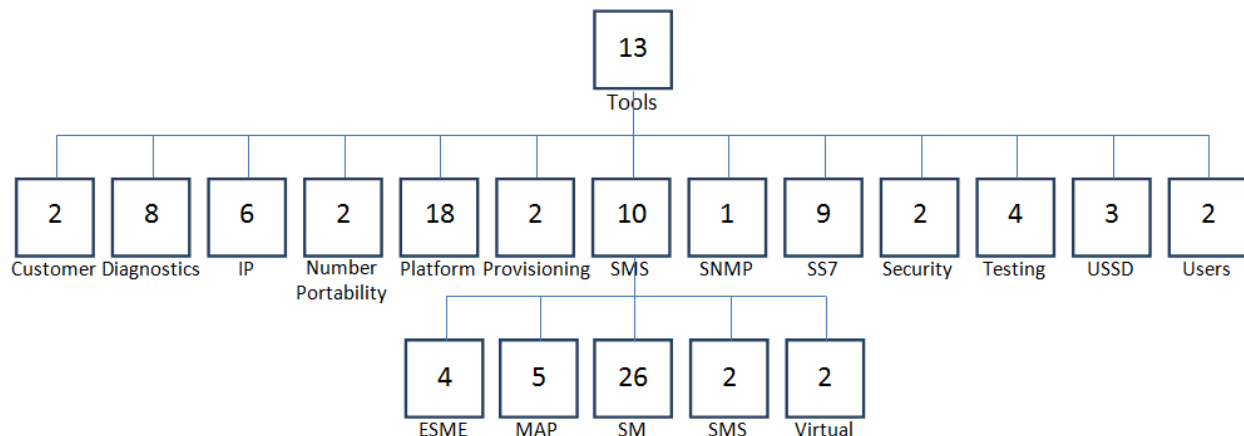 13
Tools
2 8 6 2 18 2 10 1 9 2 4 3 2
Customer Diagnostics IP Number Platform Provisioning SMS SNMP SS7 Security Testing USSD Users
Portability
4 5 26 2 2
ESME MAP SM SMS Virtual